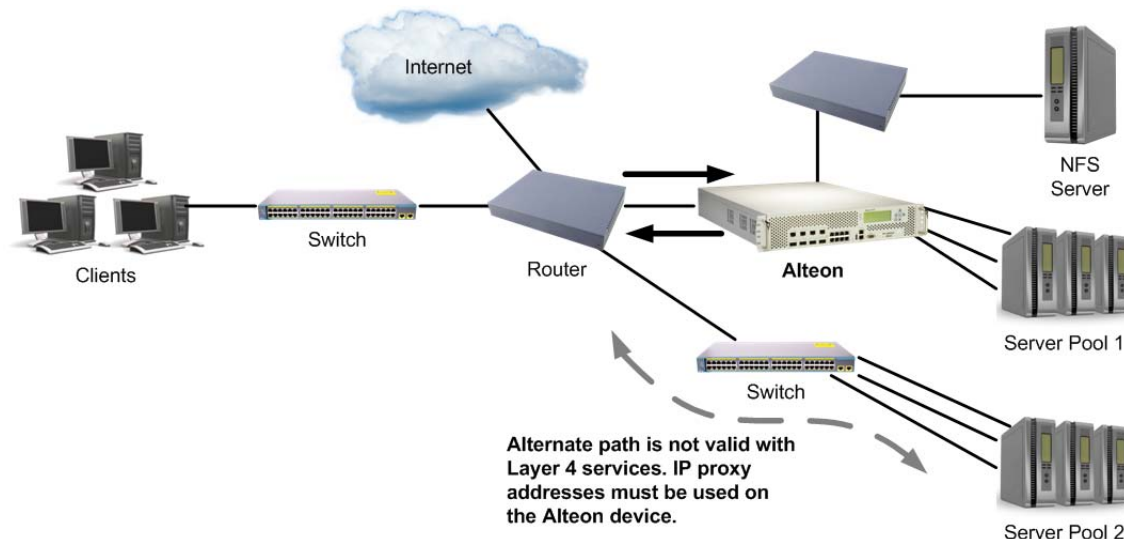 Internet
NFS
Server
Switch
Clients
Router
Alteon
Server Pool 1
Switch
Alternate path is not valid with
Layer 4 services. IP proxy
addresses must be used on
the Alteon device.
Server Pool 2